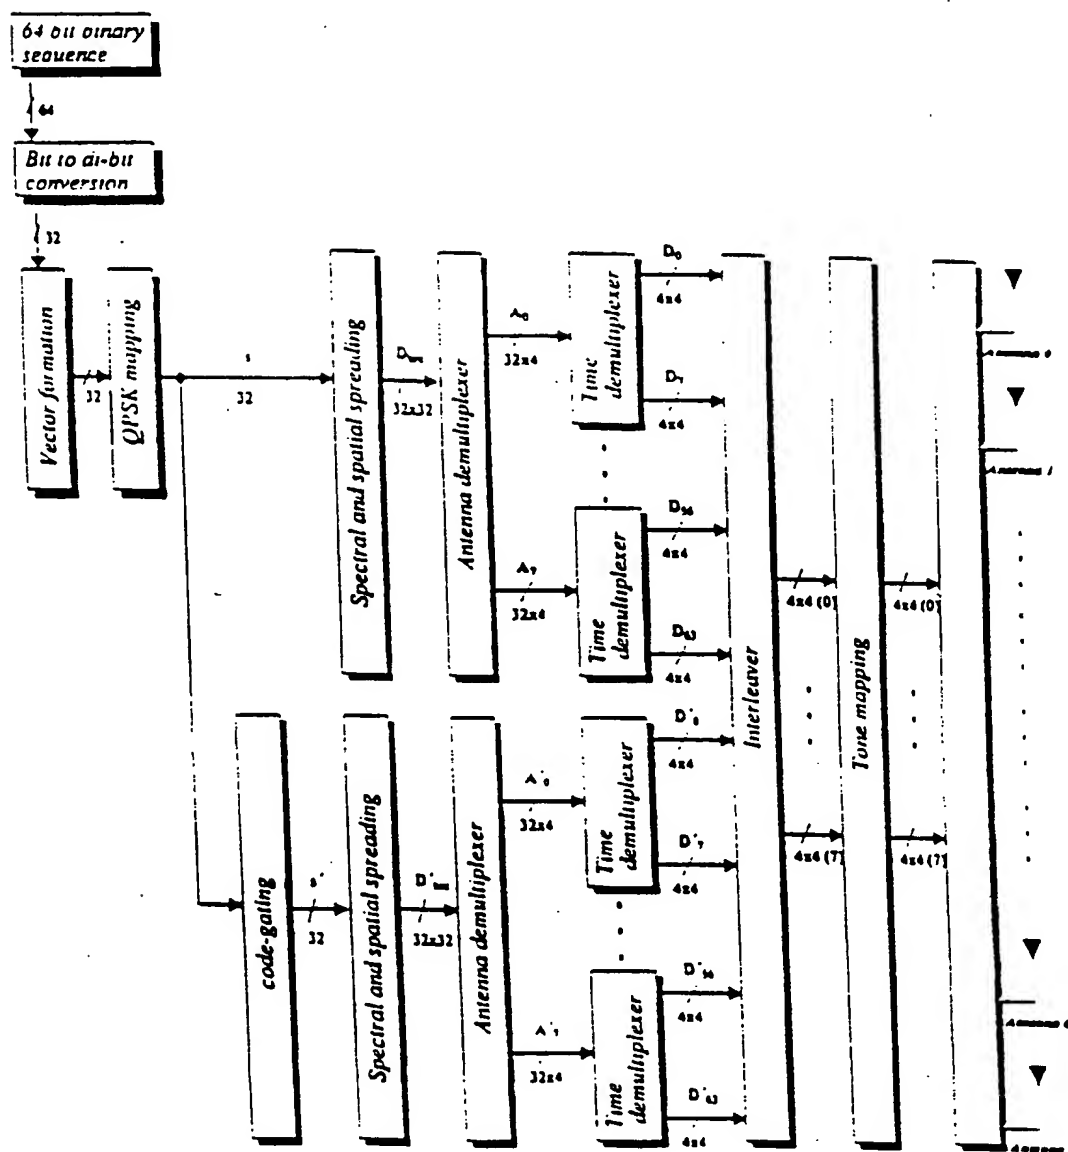 64 bit binary
sequence
64
Bit to di-bit
conversion
32
Vector formation
32
QPSK mapping
s
32
Spectral and spatial spreading
32x32
Antenna demultiplexer
A₀
32x4
A₇
32x4
Time
demultiplexer
D₀
4x4
D₇
4x4
Time
demultiplexer
D₅₆
4x4
D₆₃
4x4
code-gating
s'
32
Spectral and spatial spreading
32x32
Antenna demultiplexer
A'₀
32x4
A'₇
32x4
Time
demultiplexer
4x4
D'₇
4x4
Time
demultiplexer
D'₅₆
4x4
D'₆₃
4x4
Interleaver
4x4 (0)
4x4 (7)
Tone mapping
4x4 (0)
4x4 (7)
Antenna 0
Antenna 1